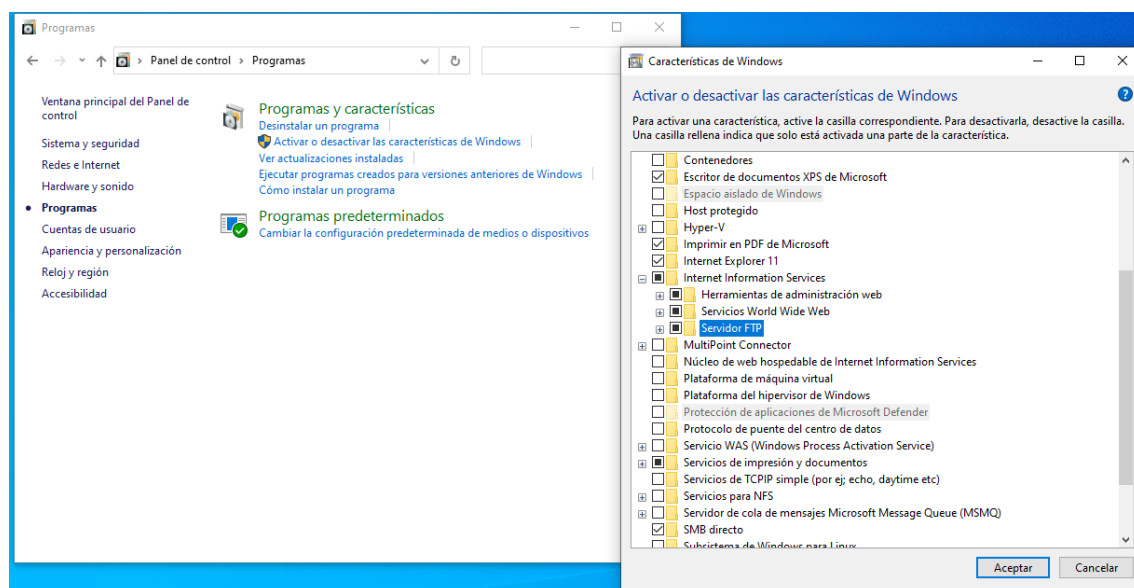 Programas
Panel de control > Programas
Ventana principal del Panel de
control
Sistema y seguridad
Redes e Internet
Hardware y sonido
Programas
Cuentas de usuario
Apariencia y personalización
Reloj y región
Accesibilidad
Programas y características
Desinstalar un programa
Activar o desactivar las características de Windows
Ver actualizaciones instaladas
Ejecutar programas creados para versiones anteriores de Windows
Cómo instalar un programa
Programas predeterminados
Cambiar la configuración predeterminada de medios o dispositivos
Características de Windows
Activar o desactivar las características de Windows
Para activar una característica, active la casilla correspondiente. Para desactivarla, desactive la casilla.
Una casilla rellena indica que solo está activada una parte de la característica.
Contenedores
Escritor de documentos XPS de Microsoft
Espacio aislado de Windows
Host protegido
Hyper-V
Imprimir en PDF de Microsoft
Internet Explorer 11
Internet Information Services
Herramientas de administración web
Servicios World Wide Web
Servidor FTP
MultiPoint Connector
Núcleo de web hospedable de Internet Information Services
Plataforma de máquina virtual
Plataforma del hipervisor de Windows
Protección de aplicaciones de Microsoft Defender
Protocolo de puente del centro de datos
Servicio WAS (Windows Process Activation Service)
Servicios de impresión y documentos
Servicios de TCPIP simple (por ej; echo, daytime etc)
Servicios para NFS
Servidor de cola de mensajes Microsoft Message Queue (MSMQ)
SMB directo
Subsistema de Windows para Linux
Aceptar
Cancelar